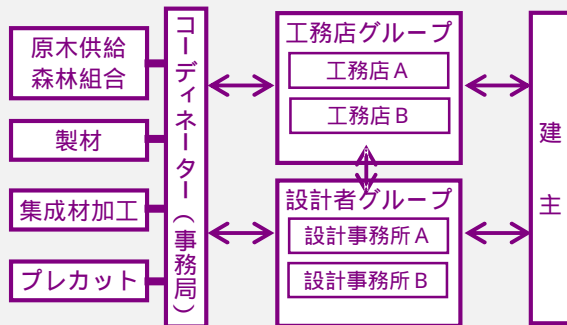 原木供給
森林組合
製材
集成材加工
プレカット
コーディネーター（事務局）
工務店グループ
工務店A
工務店B
設計者グループ
設計事務所A
設計事務所B
建主